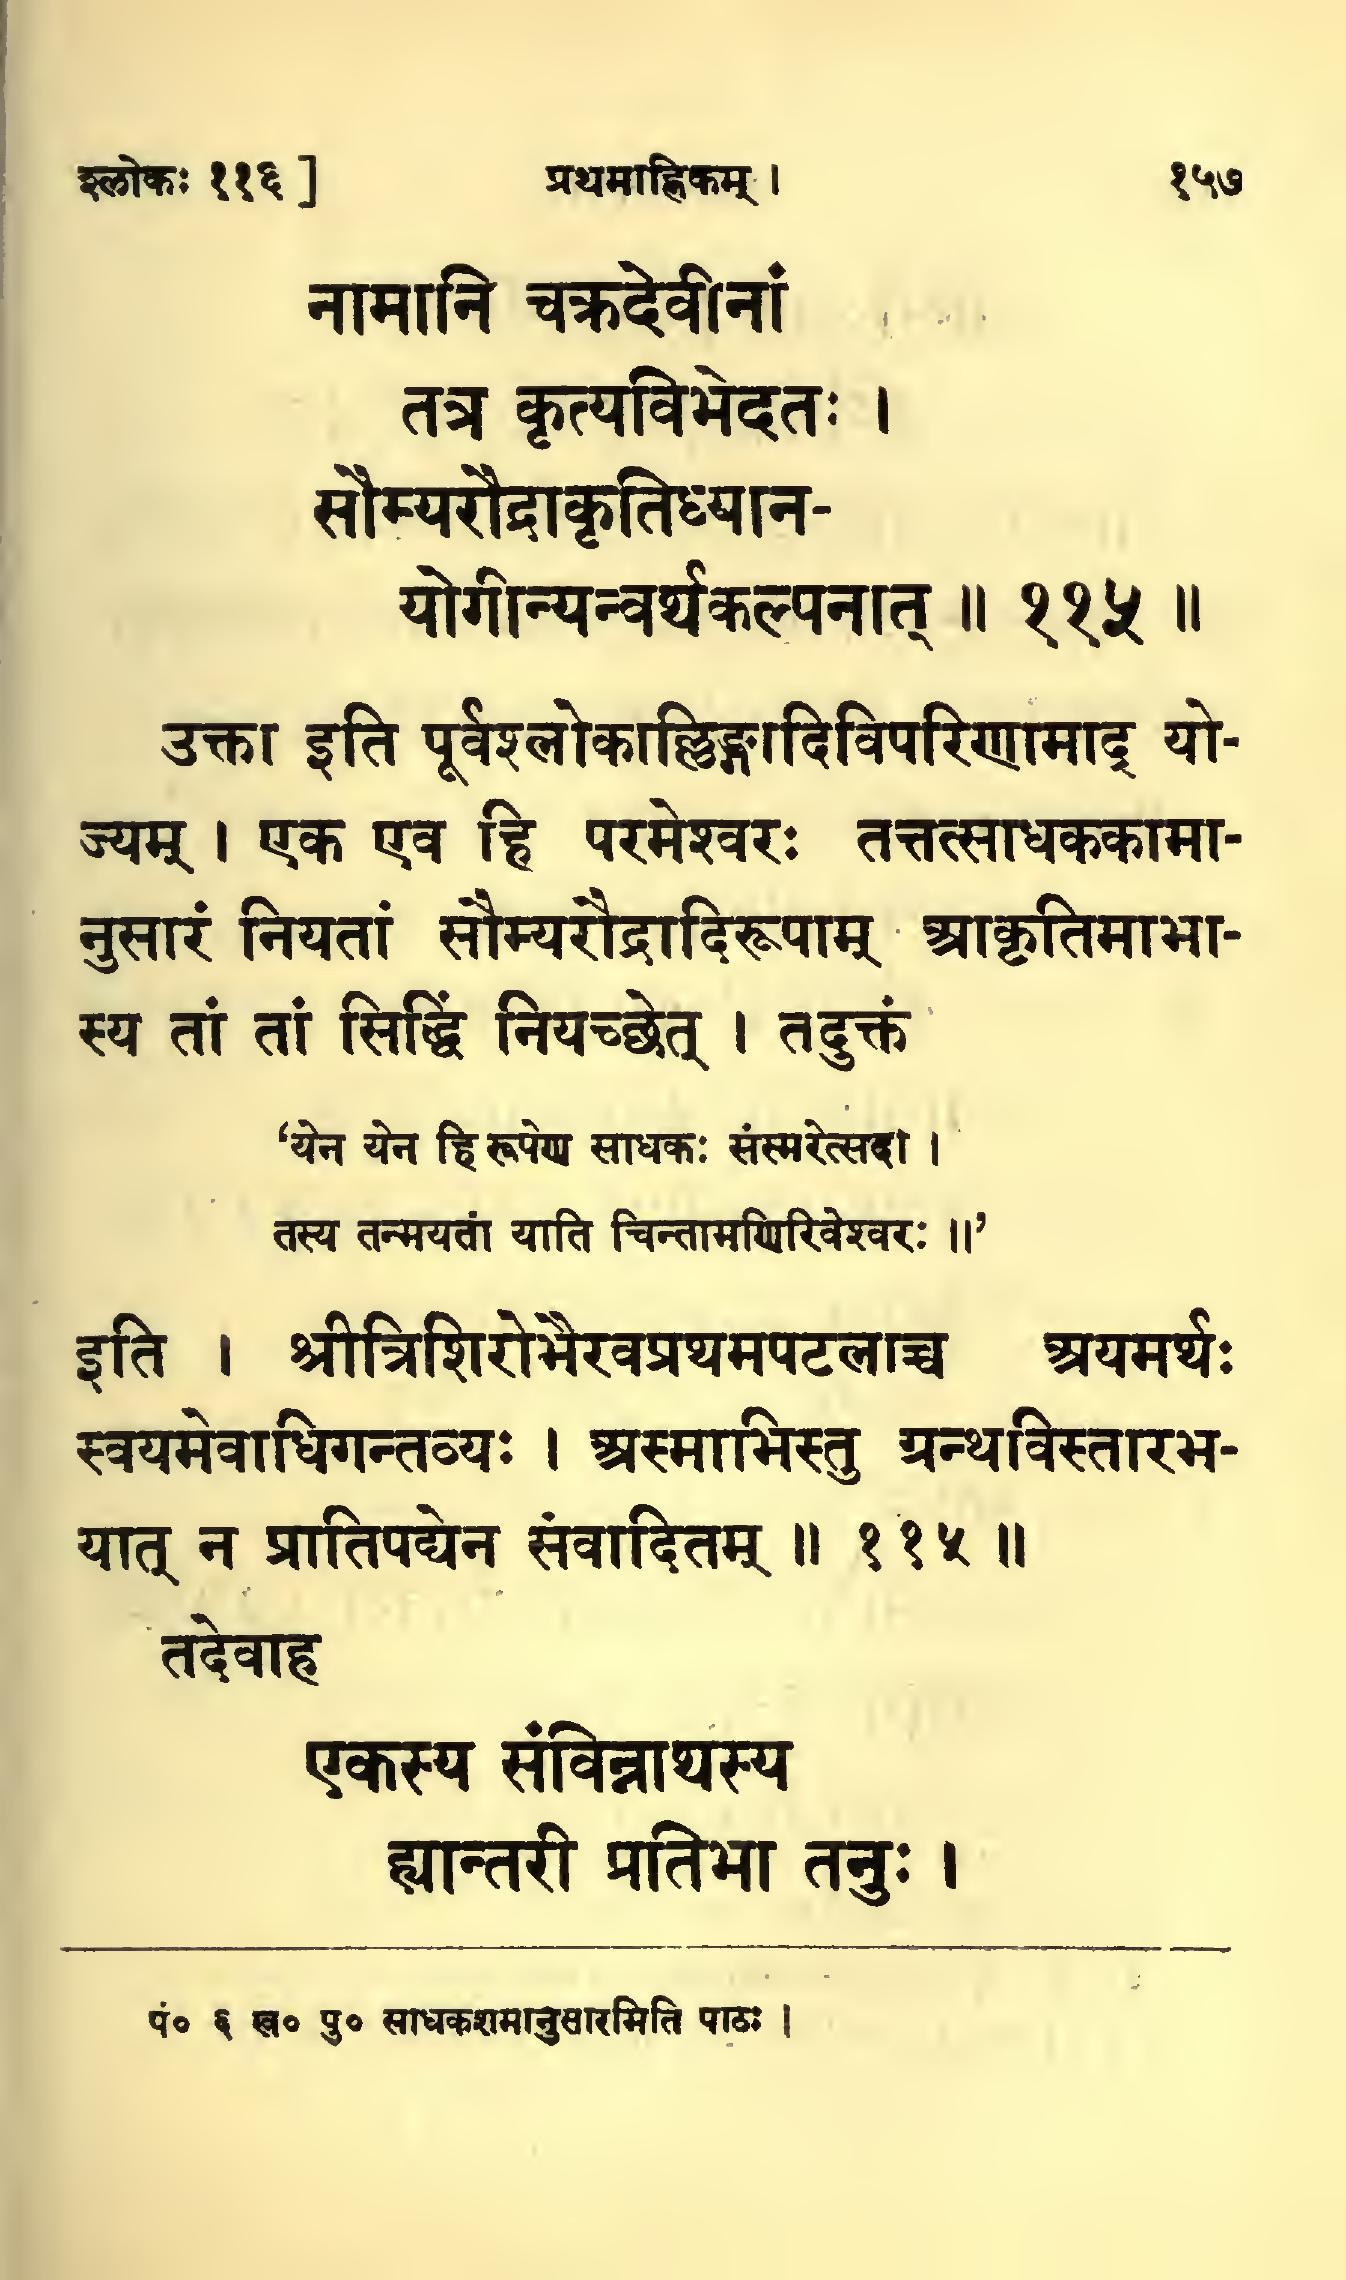 श्लोकः ११६ ] प्रथमाह्निकम् । १५७
नामानि चक्रदेवीनां
तत्र कृत्यविभेदतः ।
सौम्यरौद्राकृतिध्यान-
योगीन्यन्वर्थकल्पनात् ॥ ११५ ॥
उक्ता इति पूर्वश्लोकाल्लिङ्गादिविपरिणामाद् यो-
ज्यम् । एक एव हि परमेश्वरः तत्तत्साधककामा-
नुसारं नियतां सौम्यरौद्रादिरूपाम् आकृतिमाभा-
स्य तां तां सिद्धिं नियच्छेत् । तदुक्तं
‘येन येन हि रूपेण साधकः संस्मरेत्सदा ।
तस्य तन्मयतां याति चिन्तामणिरिवेश्वरः ॥’
इति । श्रीत्रिशिरोभैरवप्रथमपटलाच्च अयमर्थः
स्वयमेवाधिगन्तव्यः । अस्माभिस्तु ग्रन्थविस्तारभ-
यात् न प्रातिपद्येन संवादितम् ॥ ११५ ॥
तदेवाह
एकस्य संविन्नाथस्य
ह्यान्तरी प्रतिभा तनुः ।
पं० ६ ख० पु० साधकशमानुसारमिति पाठः ।